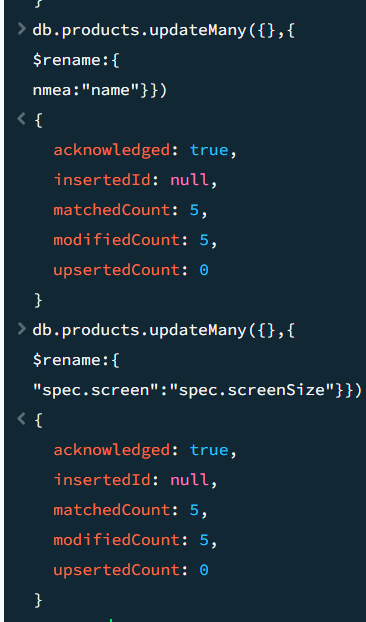 }
> db.products.updateMany({},{
$rename:{
nmea:"name"}})
< {
acknowledged: true,
insertedId: null,
matchedCount: 5,
modifiedCount: 5,
upsertedCount: 0
}
> db.products.updateMany({},{
$rename:{
"spec.screen":"spec.screenSize"}})
< {
acknowledged: true,
insertedId: null,
matchedCount: 5,
modifiedCount: 5,
upsertedCount: 0
}